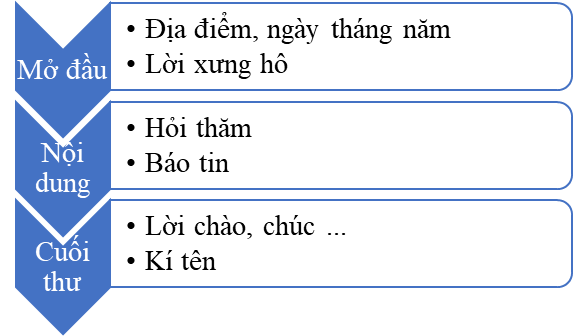 Mở đầu
• Địa điểm, ngày tháng năm
• Lời xưng hô
Nội
dung
• Hỏi thăm
• Báo tin
Cuối
thư
• Lời chào, chúc ...
• Kí tên